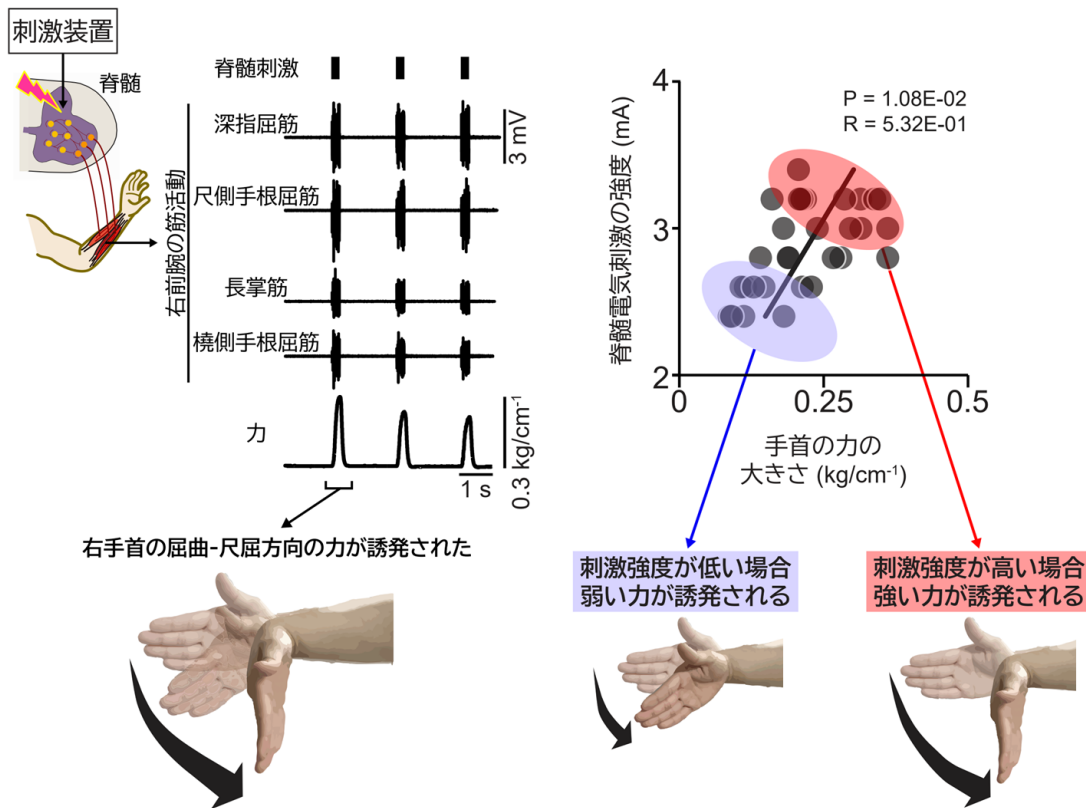 刺激装置
脊髄
右前腕の筋活動
脊髄刺激
深指屈筋
3 mV
尺側手根屈筋
長掌筋
橈側手根屈筋
力
0.3 kg/cm-1
1 s
右手首の屈曲-尺屈方向の力が誘発された
脊髄電気刺激の強度 (mA)
4
3
2
P = 1.08E-02
R = 5.32E-01
0
0.25
0.5
手首の力の
大きさ (kg/cm-1)
刺激強度が低い場合
弱い力が誘発される
刺激強度が高い場合
強い力が誘発される